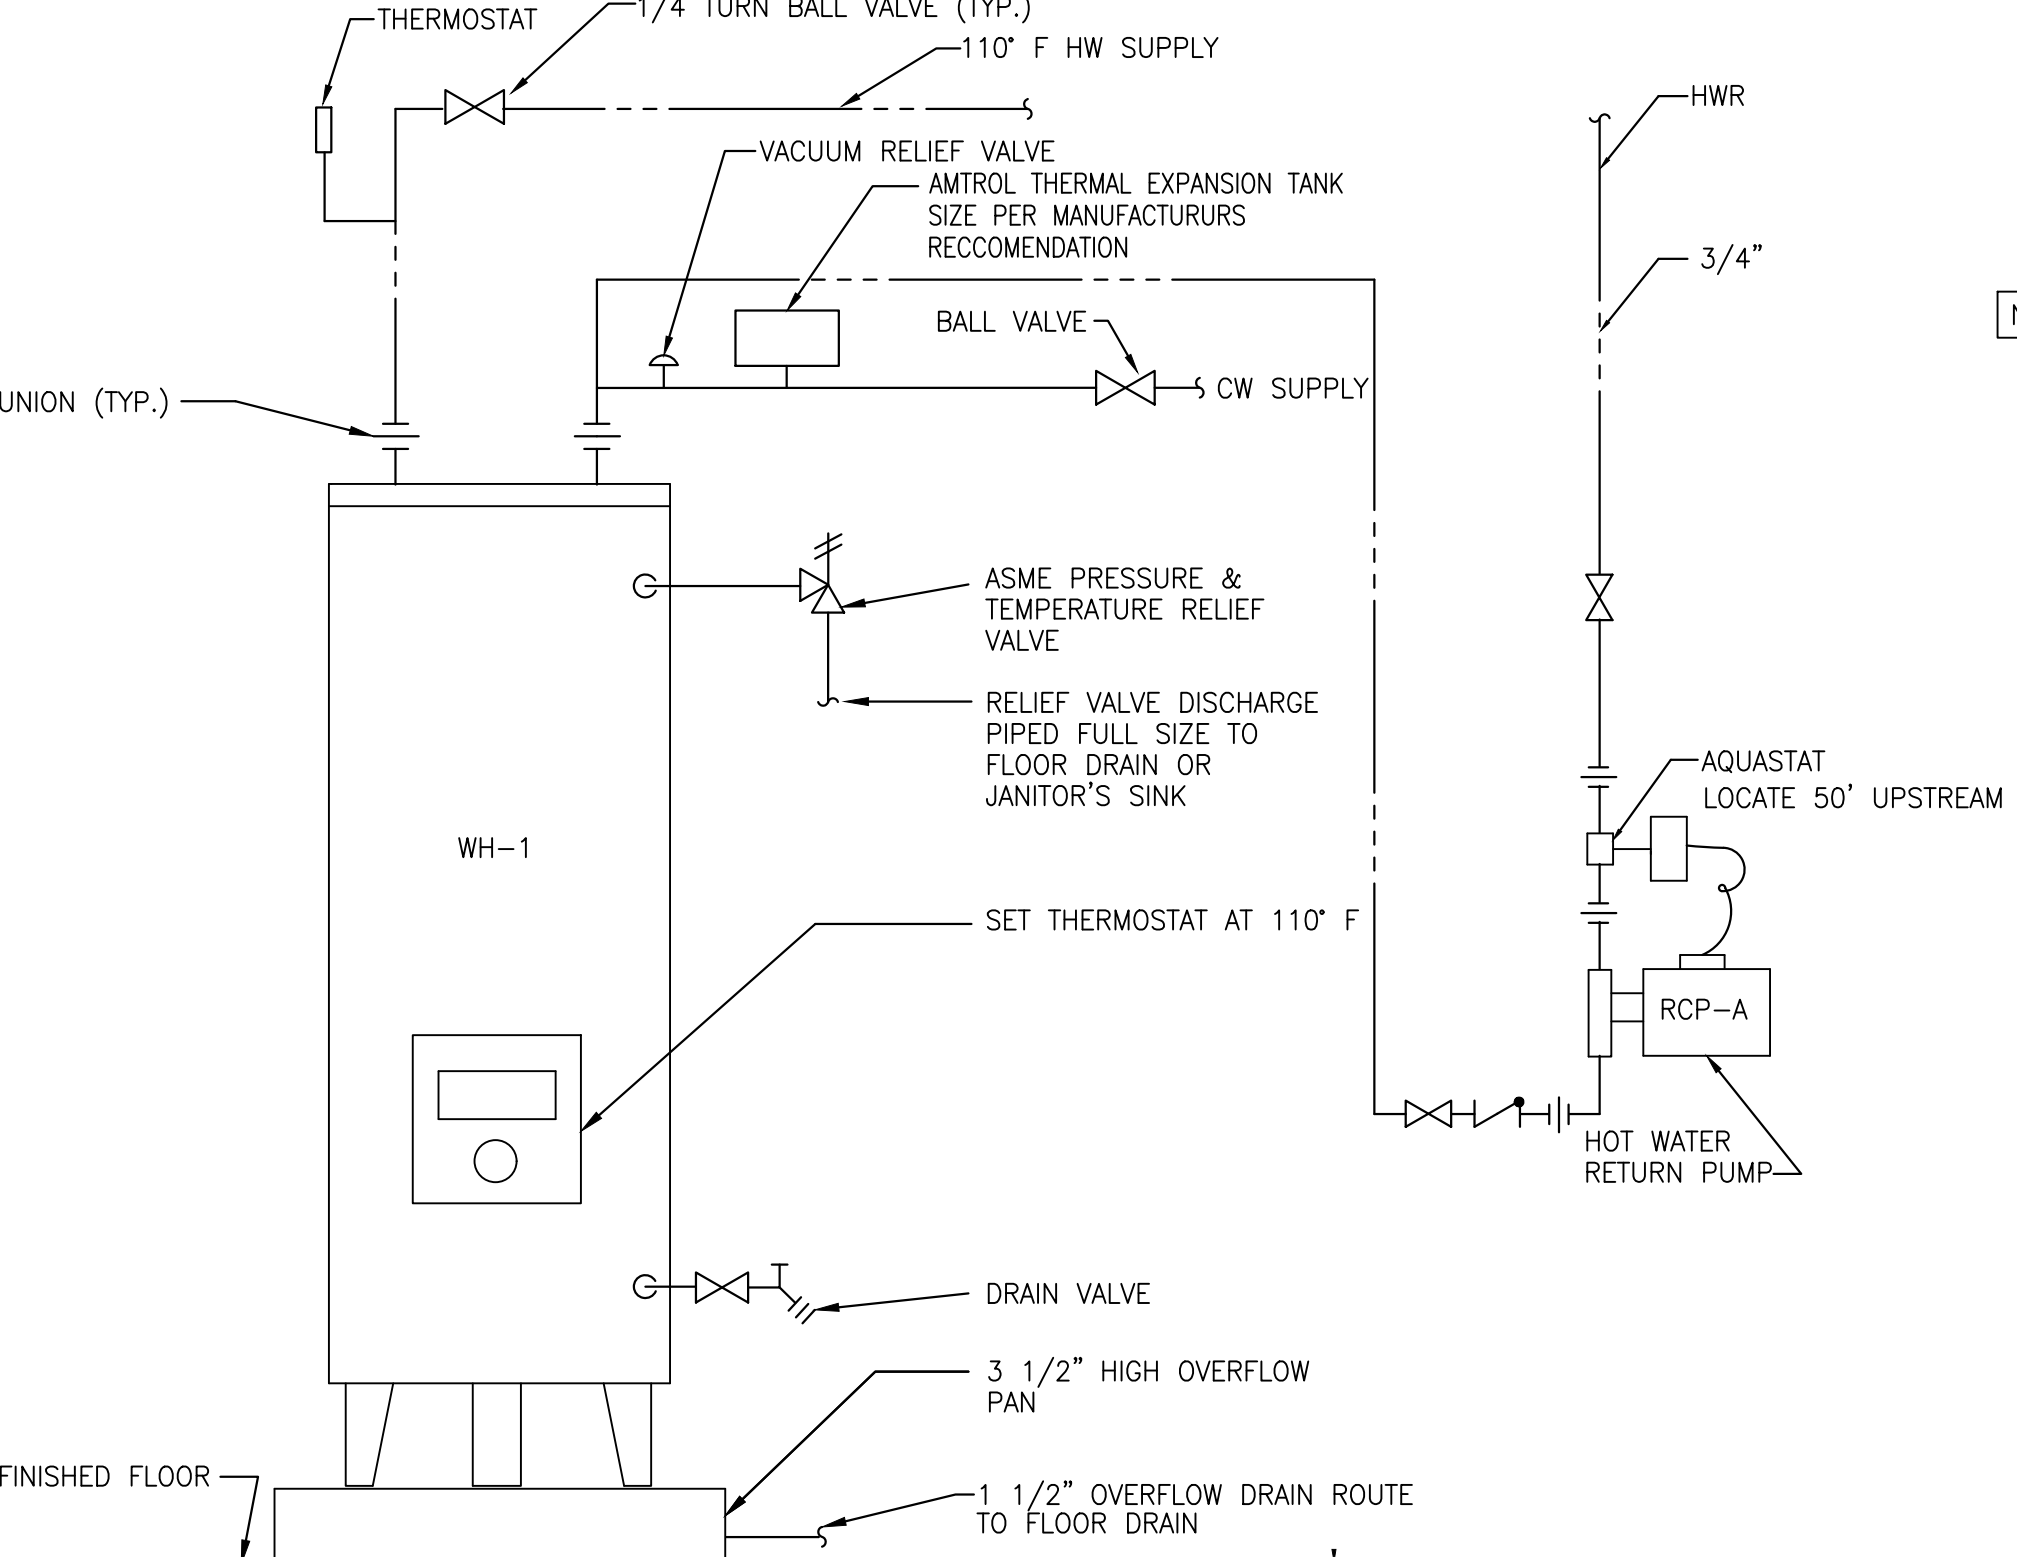 1/4 TURN BALL VALVE (TYP.)
THERMOSTAT
110° F HW SUPPLY
HWR
VACUUM RELIEF VALVE
AMTROL THERMAL EXPANSION TANK
SIZE PER MANUFACTURURS
RECCOMENDATION
3/4"
BALL VALVE
CW SUPPLY
UNION (TYP.)
ASME PRESSURE &
TEMPERATURE RELIEF
VALVE
RELIEF VALVE DISCHARGE
PIPED FULL SIZE TO
FLOOR DRAIN OR
JANITOR'S SINK
AQUASTAT
LOCATE 50' UPSTREAM
WH-1
SET THERMOSTAT AT 110° F
RCP-A
HOT WATER
RETURN PUMP
DRAIN VALVE
3 1/2" HIGH OVERFLOW
PAN
FINISHED FLOOR
1 1/2" OVERFLOW DRAIN ROUTE
TO FLOOR DRAIN